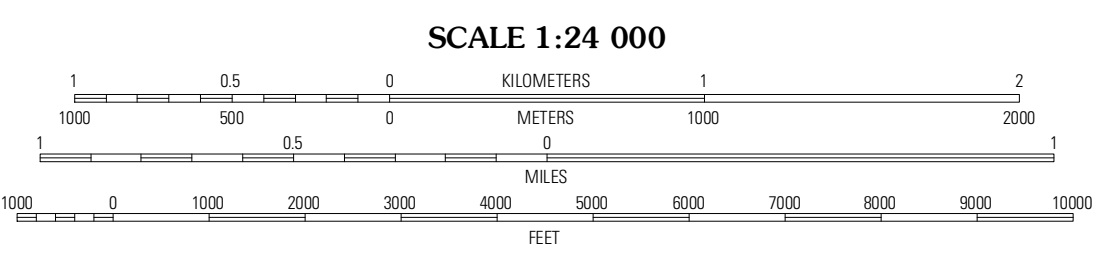 SCALE 1:24 000
1 0.5 0 KILOMETERS 1 2
1000 500 0 METERS 1000 2000
1 0.5 0 1
MILES
1000 0 1000 2000 3000 4000 5000 6000 7000 8000 9000 10000
FEET